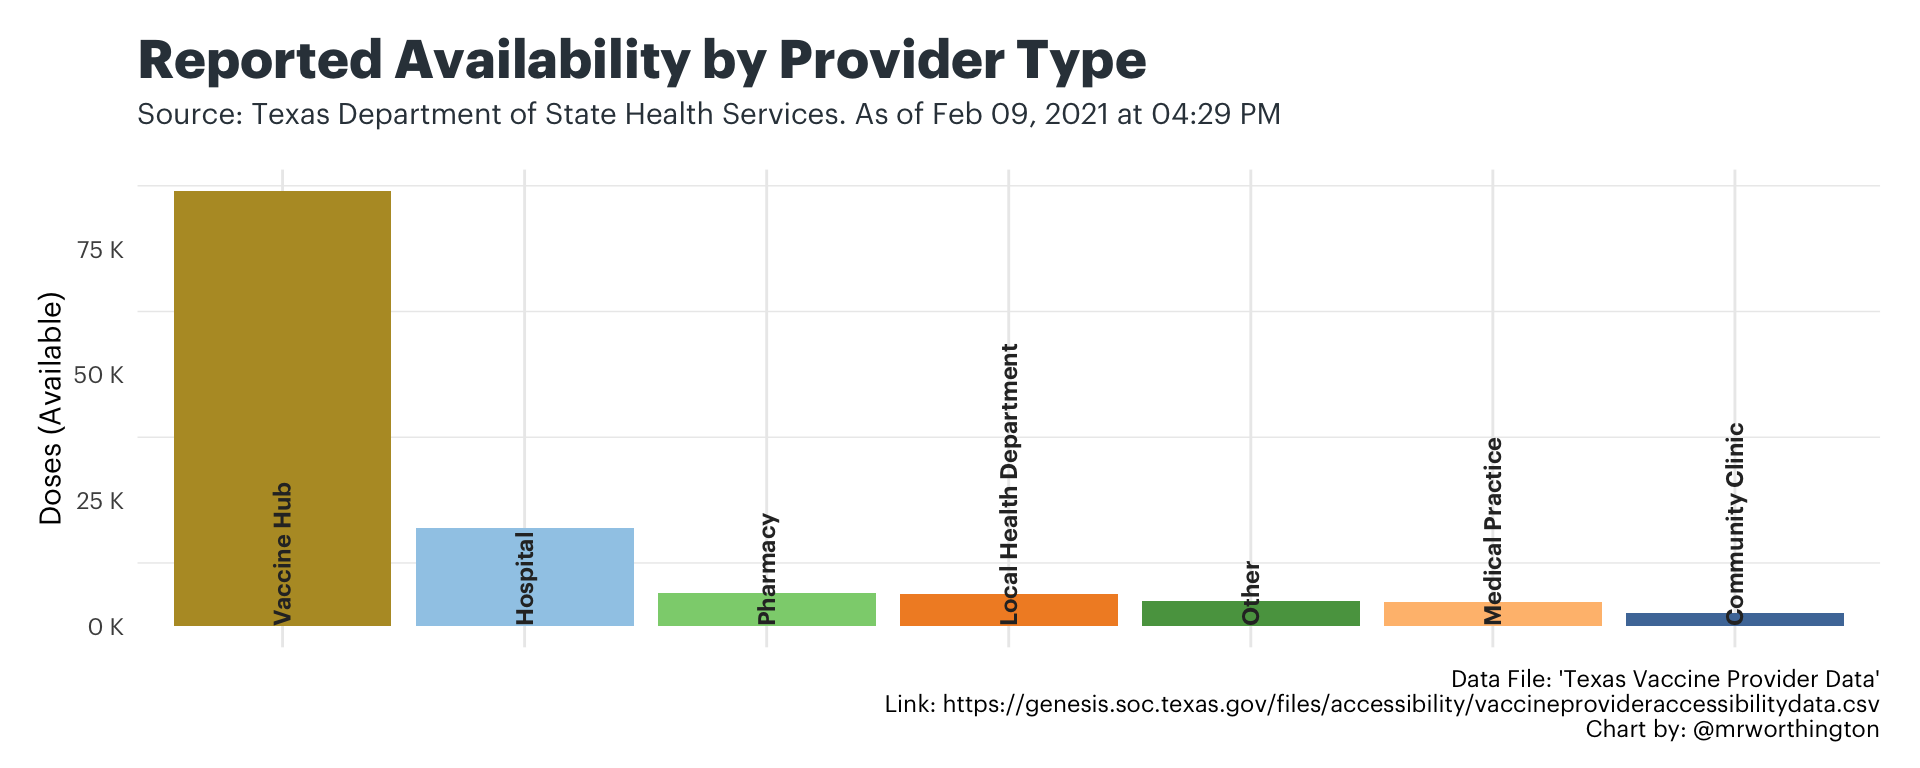 Reported Availability by Provider Type
Source: Texas Department of State Health Services. As of Feb 09, 2021 at 04:29 PM
Doses (Available)
75 K
50 K
25 K
0 K
Vaccine Hub
Hospital
Pharmacy
Local Health Department
Other
Medical Practice
Community Clinic
Data File: 'Texas Vaccine Provider Data'
Link: https://genesis.soc.texas.gov/files/accessibility/vaccineprovideraccessibilitydata.csv
Chart by: @mrworthington